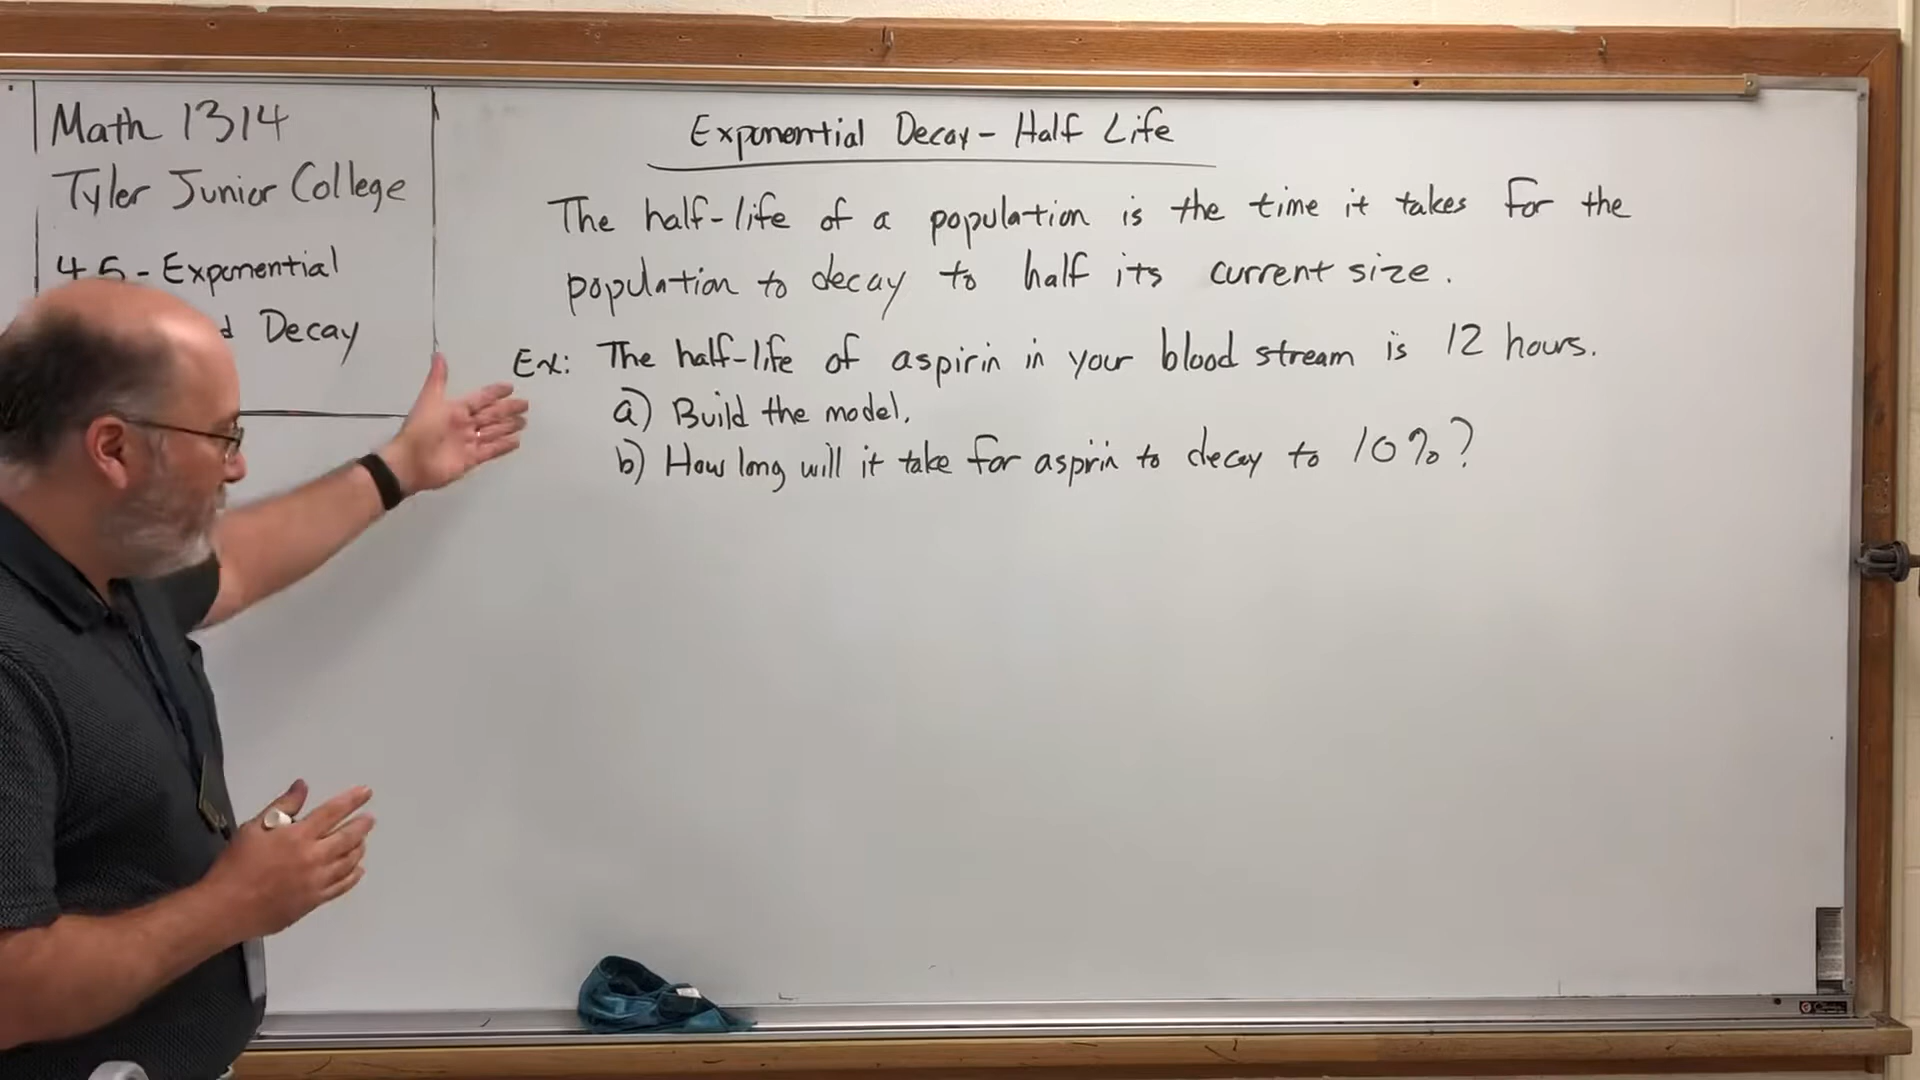 Math 1314
Tyler Junior College
4.5 - Exponential
Decay
Exponential Decay - Half Life
The half-life of a population is the time it takes for the
population to decay to half its current size.
Ex: The half-life of aspirin in your blood stream is 12 hours.
a) Build the model.
b) How long will it take for aspirin to decay to 10%?